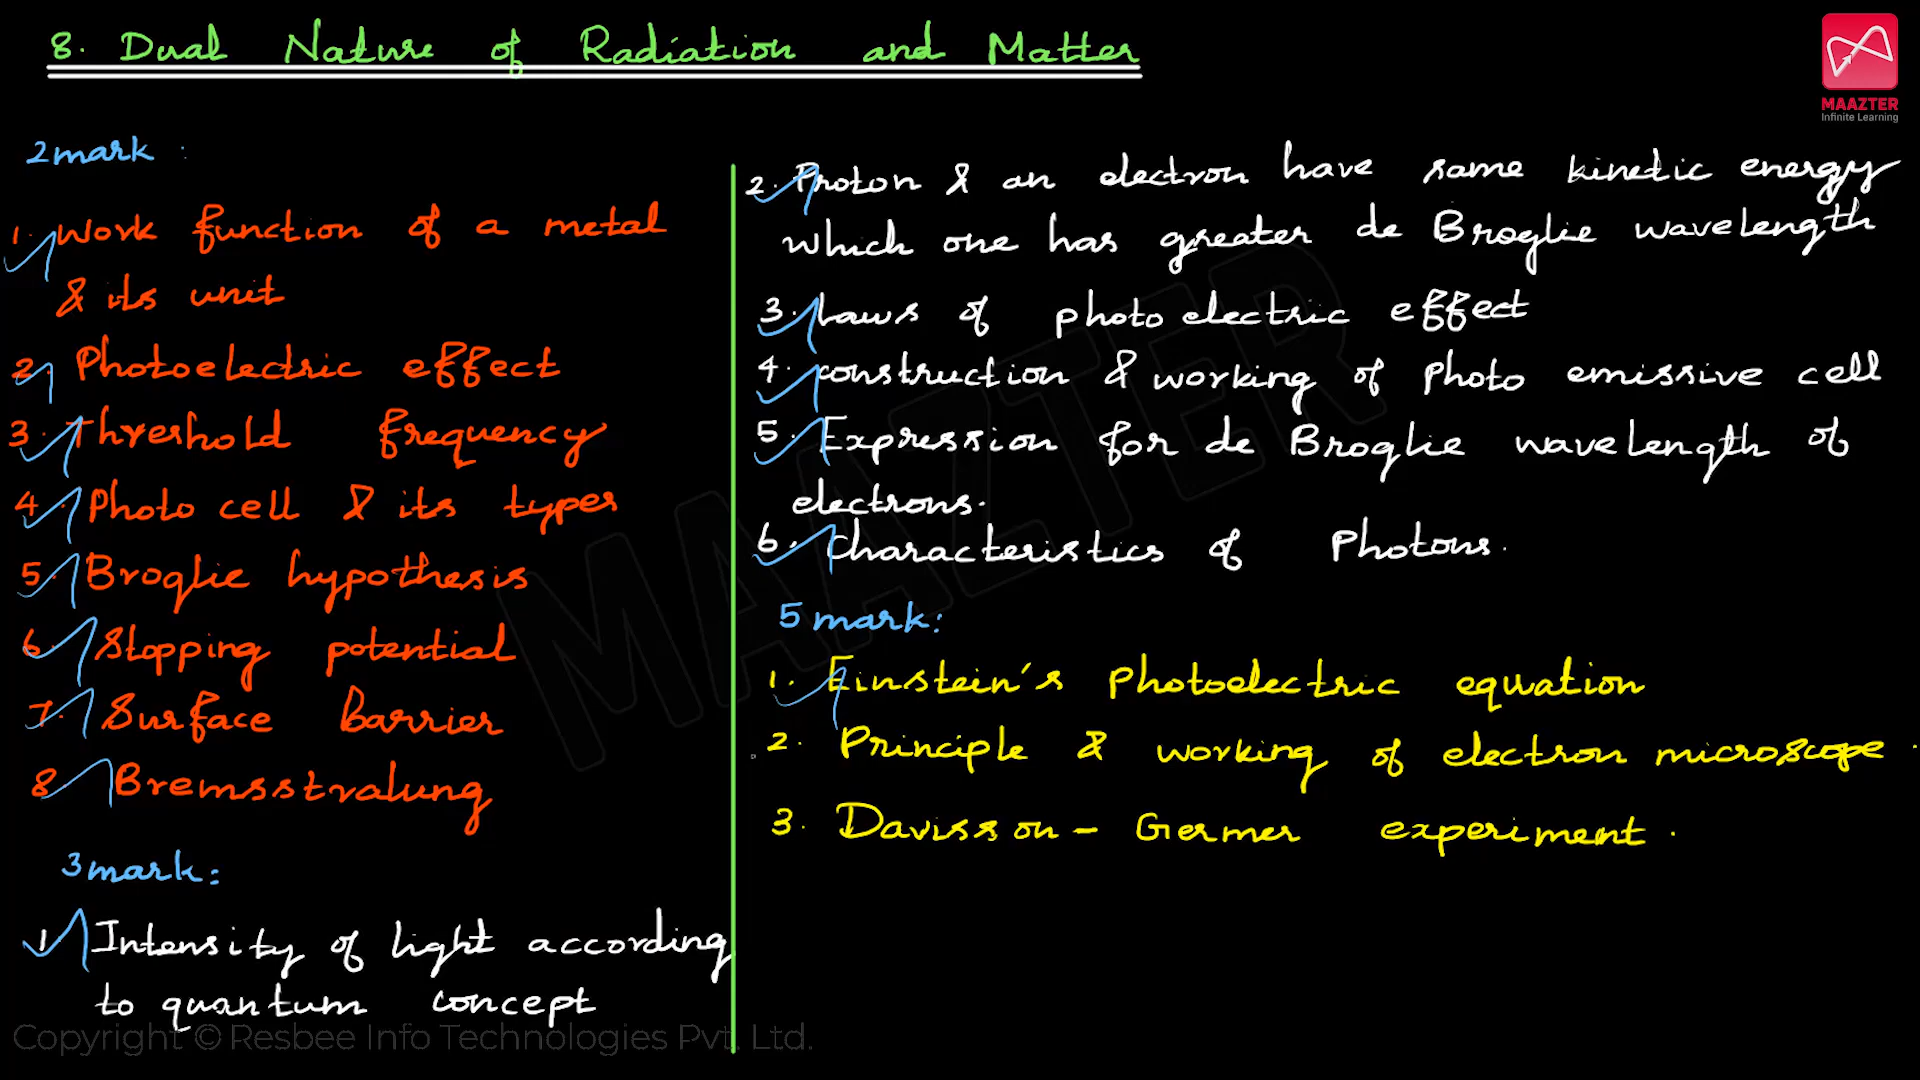 8. Dual Nature of Radiation and Matter
MAAZTER
Infinite Learning
2mark :
1. Work function of a metal
& its unit
2. Photoelectric effect
3. Threshold frequency
4. Photo cell & its types
5. Broglie hypothesis
6. Stopping potential
7. Surface barrier
8. Bremsstralung
3mark:
1. Intensity of light according
to quantum concept
2. Proton & an electron have same kinetic energy
which one has greater de Broglie wavelength
3. Laws of photo electric effect
4. construction & working of photo emissive cell
5. Expression for de Broglie wavelength of
electrons.
6. Characteristics of Photons.
5 mark:
1. Einstein's photoelectric equation
2. Principle & working of electron microscope.
3. Davisson - Germer experiment.
MAAZTER
Copyright © Resbee Info Technologies Pvt. Ltd.